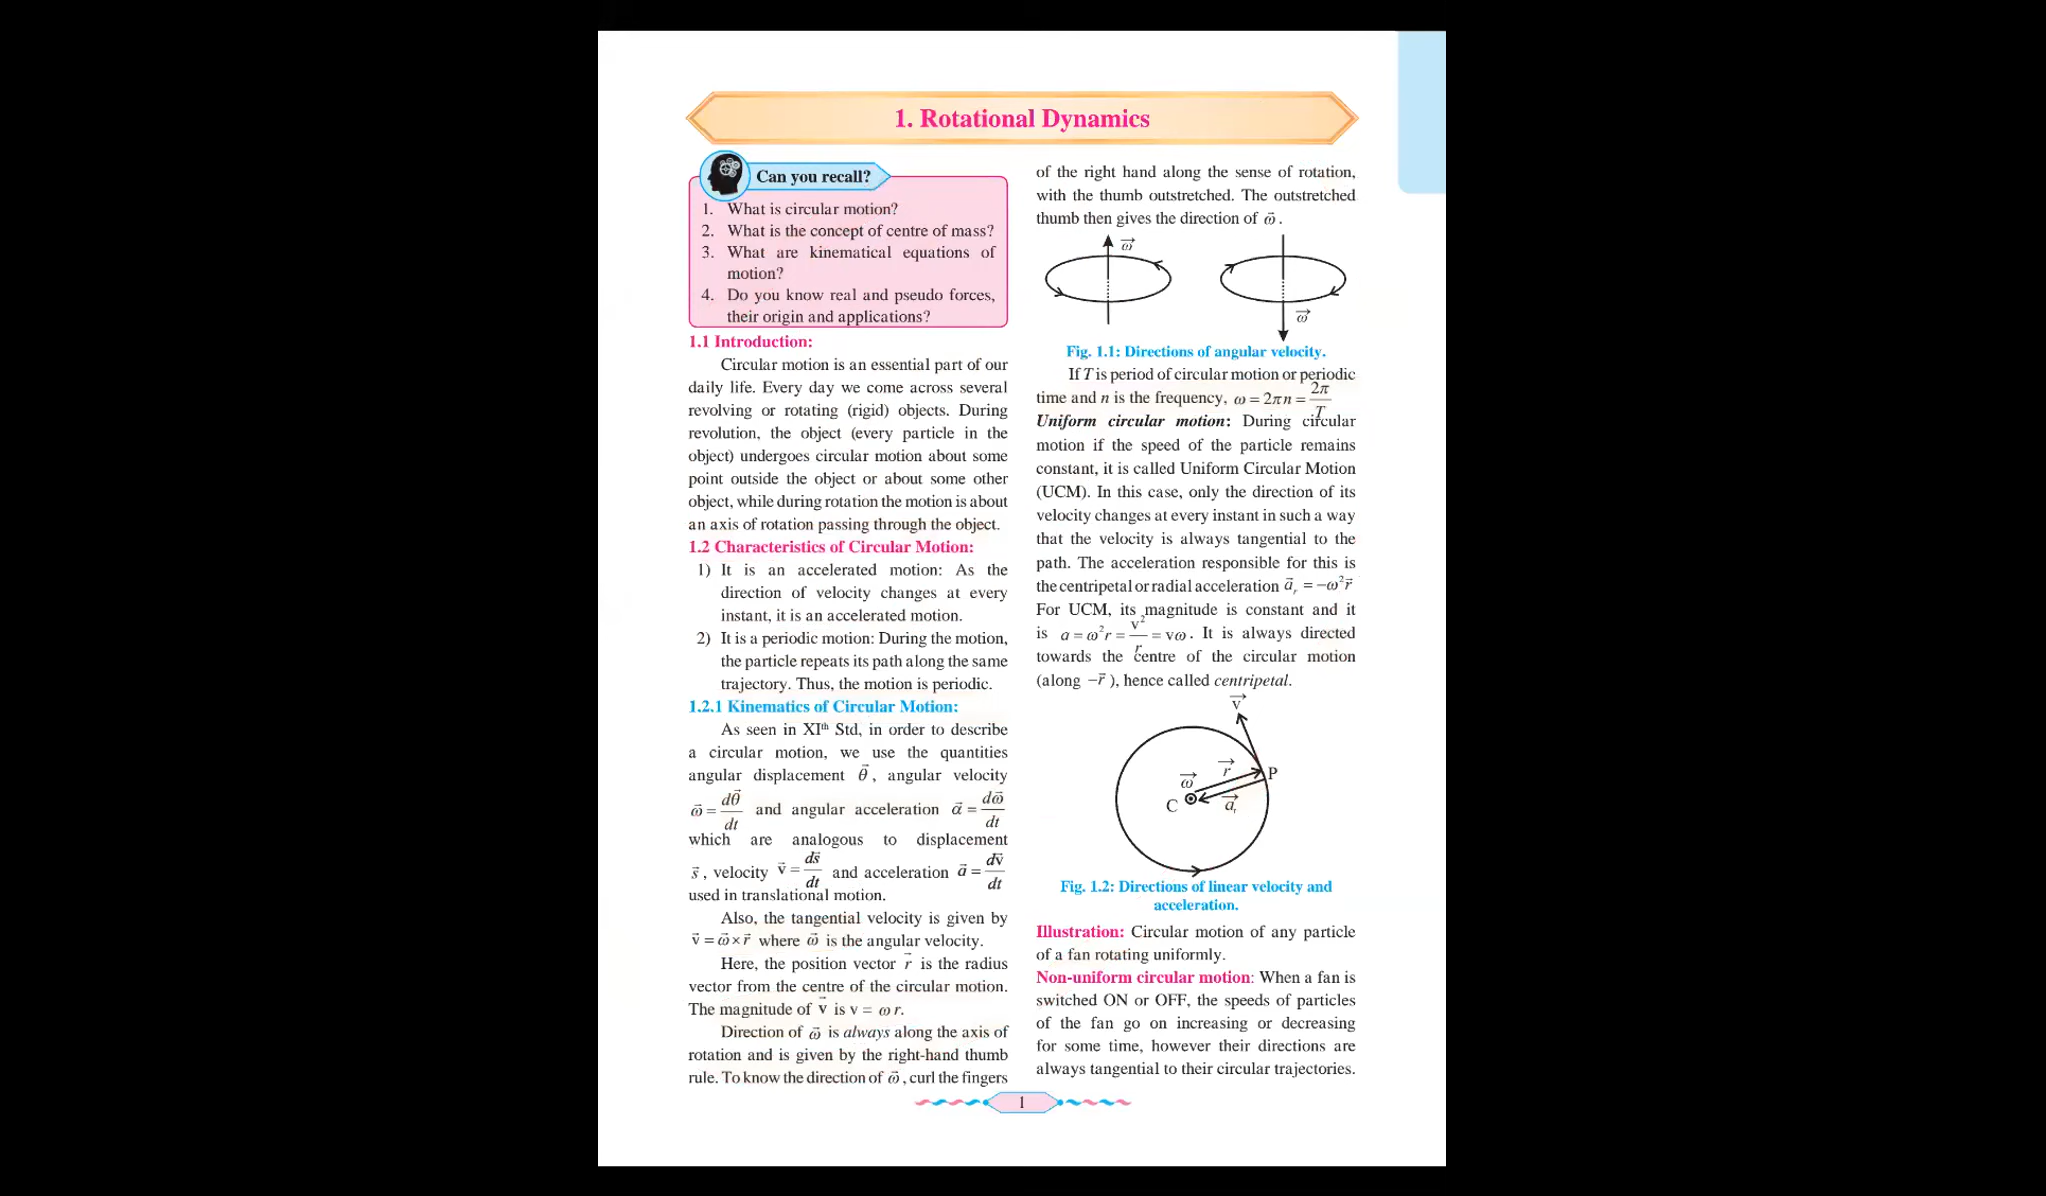 1. Rotational Dynamics
Can you recall?
1. What is circular motion?
2. What is the concept of centre of mass?
3. What are kinematical equations of
motion?
4. Do you know real and pseudo forces,
their origin and applications?
1.1 Introduction:
Circular motion is an essential part of our
daily life. Every day we come across several
revolving or rotating (rigid) objects. During
revolution, the object (every particle in the
object) undergoes circular motion about some
point outside the object or about some other
object, while during rotation the motion is about
an axis of rotation passing through the object.
1.2 Characteristics of Circular Motion:
1) It is an accelerated motion: As the
direction of velocity changes at every
instant, it is an accelerated motion.
2) It is a periodic motion: During the motion,
the particle repeats its path along the same
trajectory. Thus, the motion is periodic.
1.2.1 Kinematics of Circular Motion:
As seen in XIᵗʰ Std, in order to describe
a circular motion, we use the quantities
angular displacement θ⃗, angular velocity
ω⃗ = dθ⃗/dt and angular acceleration α⃗ = dω⃗/dt
which are analogous to displacement
s⃗, velocity v⃗ = ds⃗/dt and acceleration a⃗ = dv⃗/dt
used in translational motion.
Also, the tangential velocity is given by
v⃗ = ω⃗ × r⃗ where ω⃗ is the angular velocity.
Here, the position vector r⃗ is the radius
vector from the centre of the circular motion.
The magnitude of v⃗ is v = ω r.
Direction of ω⃗ is always along the axis of
rotation and is given by the right-hand thumb
rule. To know the direction of ω⃗, curl the fingers
of the right hand along the sense of rotation,
with the thumb outstretched. The outstretched
thumb then gives the direction of ω⃗.
ω⃗
ω⃗
Fig. 1.1: Directions of angular velocity.
If T is period of circular motion or periodic
time and n is the frequency, ω = 2πn = 2π/T
Uniform circular motion: During circular
motion if the speed of the particle remains
constant, it is called Uniform Circular Motion
(UCM). In this case, only the direction of its
velocity changes at every instant in such a way
that the velocity is always tangential to the
path. The acceleration responsible for this is
the centripetal or radial acceleration a⃗ᵣ = −ω²r⃗
For UCM, its magnitude is constant and it
is a = ω²r = v²/r = vω. It is always directed
towards the centre of the circular motion
(along −r⃗), hence called centripetal.
v⃗
r⃗
P
ω⃗
C
a⃗ᵣ
Fig. 1.2: Directions of linear velocity and
acceleration.
Illustration: Circular motion of any particle
of a fan rotating uniformly.
Non-uniform circular motion: When a fan is
switched ON or OFF, the speeds of particles
of the fan go on increasing or decreasing
for some time, however their directions are
always tangential to their circular trajectories.
1